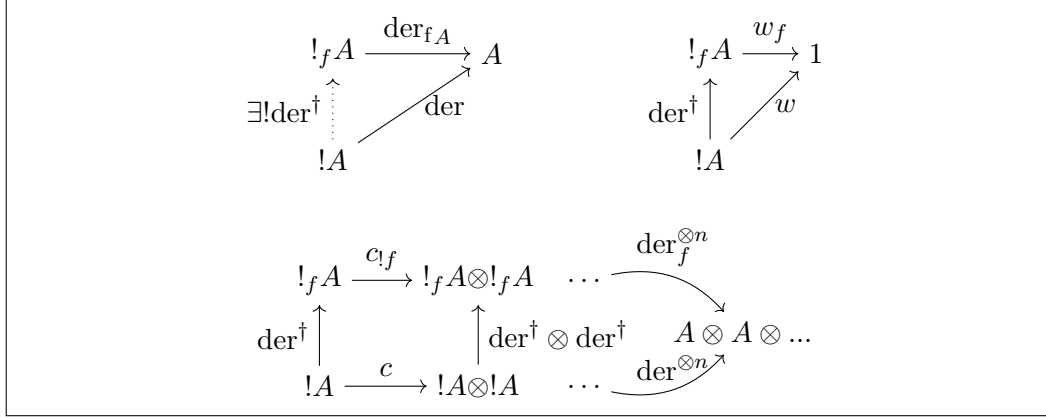 der_f A w_f
!_f A A !_f A 1
∃!der† der der† w
!A !A
c_{!f} der_f^{⊗n}
!_f A !_f A⊗!_f A ···
der† der† ⊗ der† A ⊗ A ⊗ ...
c der^{⊗n}
!A !A⊗!A ···